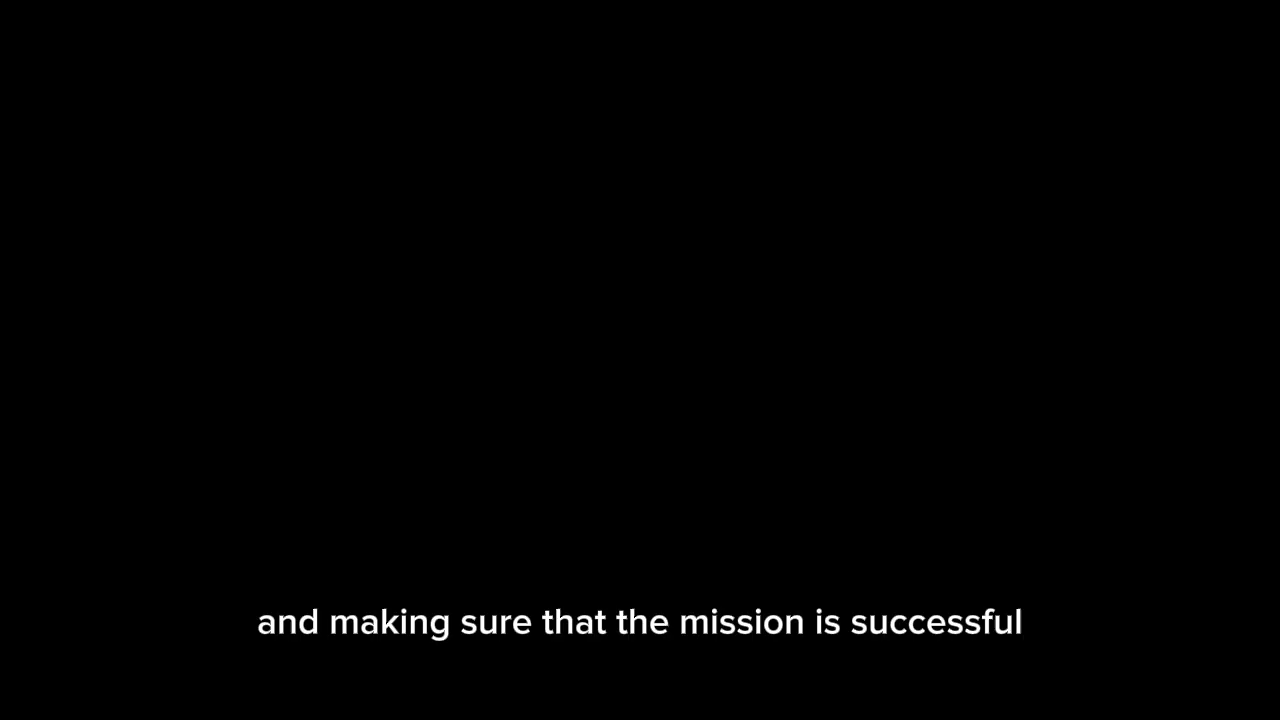 and making sure that the mission is successful